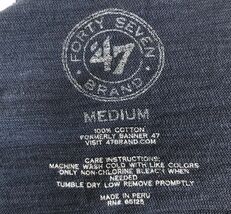 FORTY SEVEN
47
BRAND
MEDIUM
100% COTTON
FORMERLY BANNER 47
VISIT 47BRAND.COM
CARE INSTRUCTIONS:
MACHINE WASH COLD WITH LIKE COLORS
ONLY NON-CHLORINE BLEACH WHEN
NEEDED
TUMBLE DRY LOW REMOVE PROMPTLY
MADE IN PERU
RN# 65125